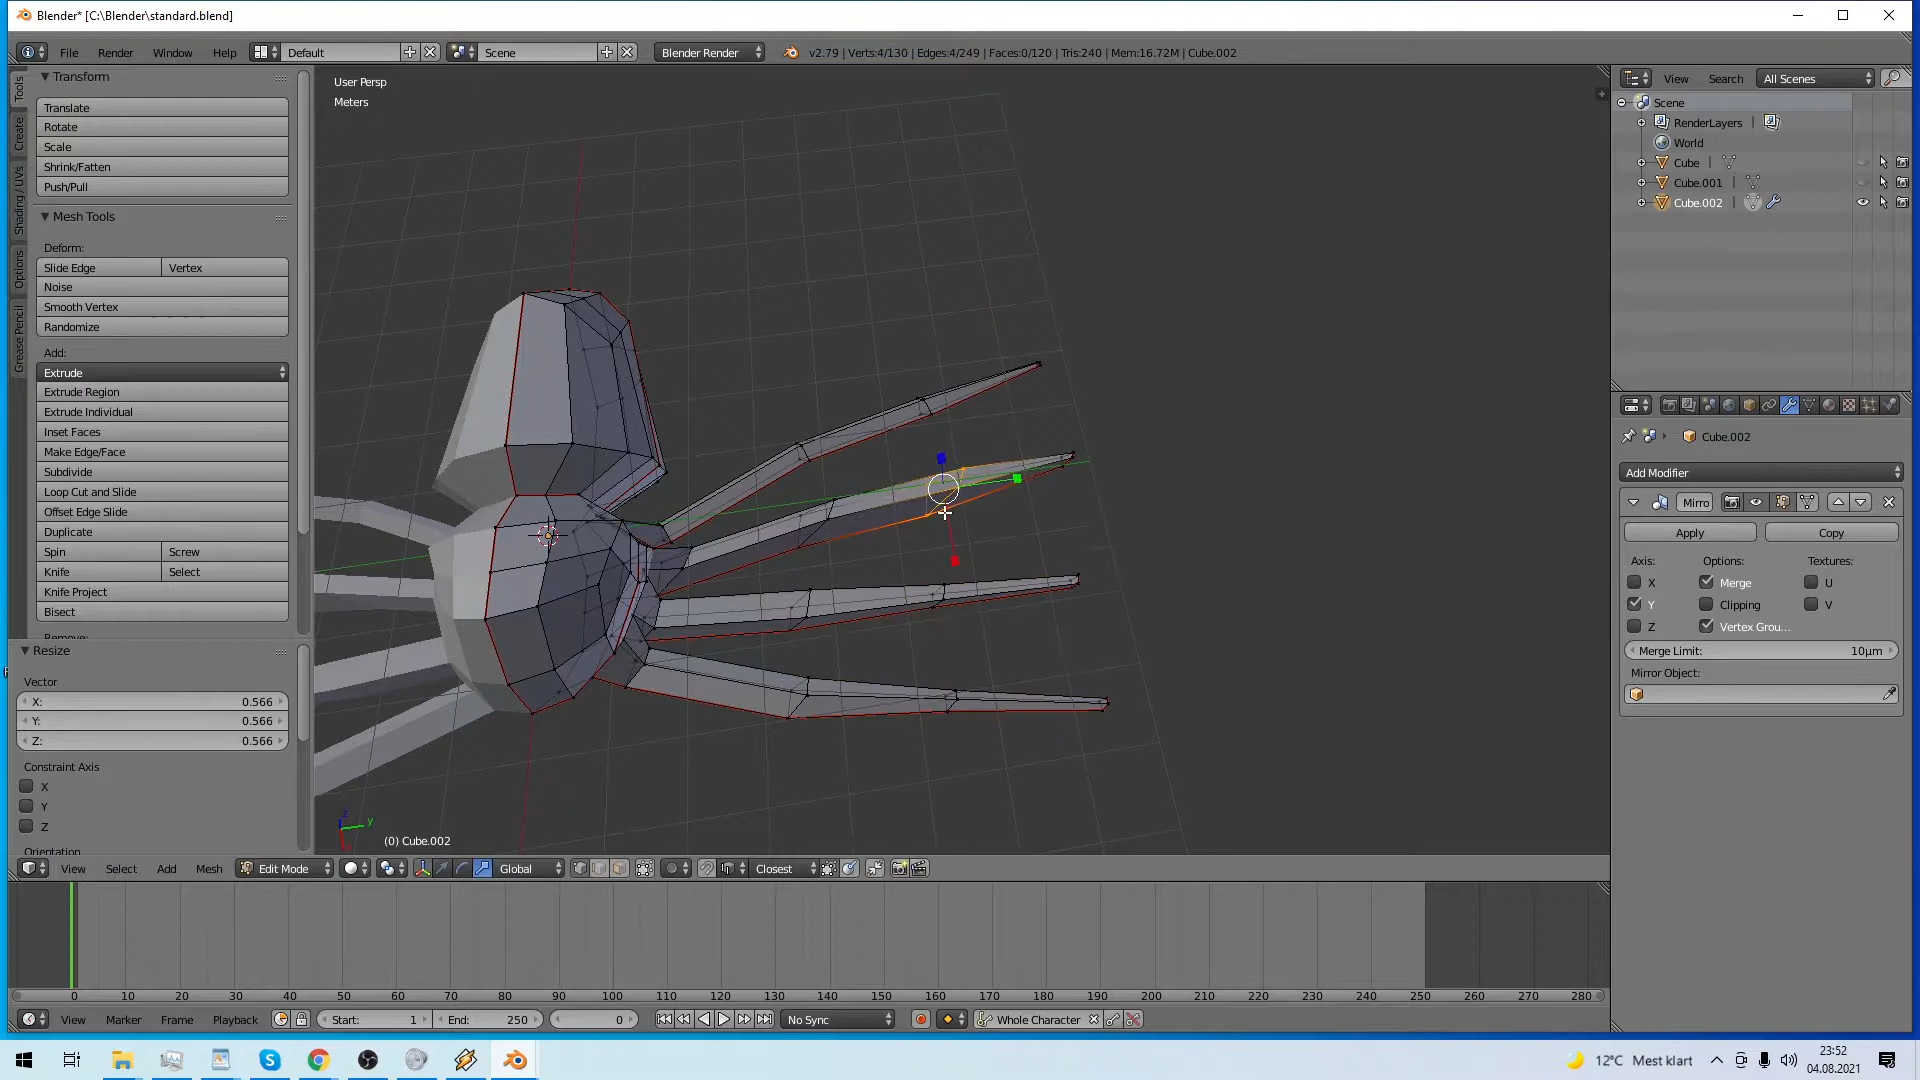 Blender* [C:\Blender\standard.blend]
File Render Window Help Default Scene Blender Render v2.79 | Verts:4/130 | Edges:4/249 | Faces:0/120 | Tris:240 | Mem:16.72M | Cube.002
Tools
Create
Shading / UVs
Options
Grease Pencil
Transform
Translate
Rotate
Scale
Shrink/Fatten
Push/Pull
Mesh Tools
Deform:
Slide Edge Vertex
Noise
Smooth Vertex
Randomize
Add:
Extrude
Extrude Region
Extrude Individual
Inset Faces
Make Edge/Face
Subdivide
Loop Cut and Slide
Offset Edge Slide
Duplicate
Spin Screw
Knife Select
Knife Project
Bisect
Remove:
Resize
Vector
X: 0.566
Y: 0.566
Z: 0.566
Constraint Axis
X
Y
Z
Orientation
User Persp
Meters
z
y
(0) Cube.002
View Select Add Mesh Edit Mode Global Closest
0 10 20 30 40 50 60 70 80 90 100 110 120 130 140 150 160 170 180 190 200 210 220 230 240 250 260 270 280
View Marker Frame Playback Start: 1 End: 250 0 No Sync Whole Character
View Search All Scenes
Scene
RenderLayers |
World
Cube |
Cube.001 |
Cube.002 |
Cube.002
Add Modifier
Mirro
Apply Copy
Axis: Options: Textures:
X Merge U
Y Clipping V
Z Vertex Grou...
Merge Limit: 10μm
Mirror Object:
12°C Mest klart
23:52
04.08.2021